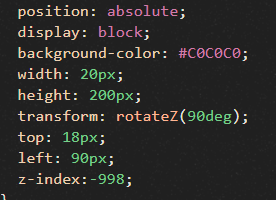 position: absolute;
display: block;
background-color: #C0C0C0;
width: 20px;
height: 200px;
transform: rotateZ(90deg);
top: 18px;
left: 90px;
z-index:-998;
}